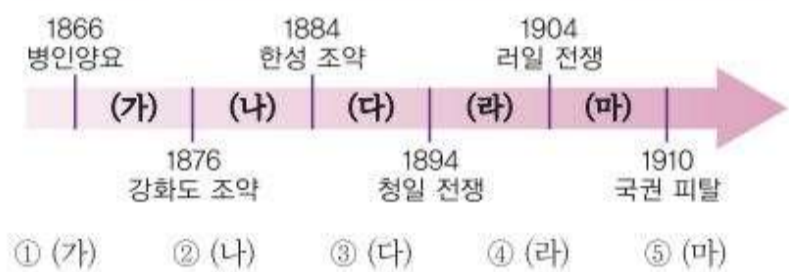 1866 1884 1904
병인양요 한성 조약 러일 전쟁
(가) (나) (다) (라) (마)
1876 1894 1910
강화도 조약 청일 전쟁 국권 피탈
① (가) ② (나) ③ (다) ④ (라) ⑤ (마)